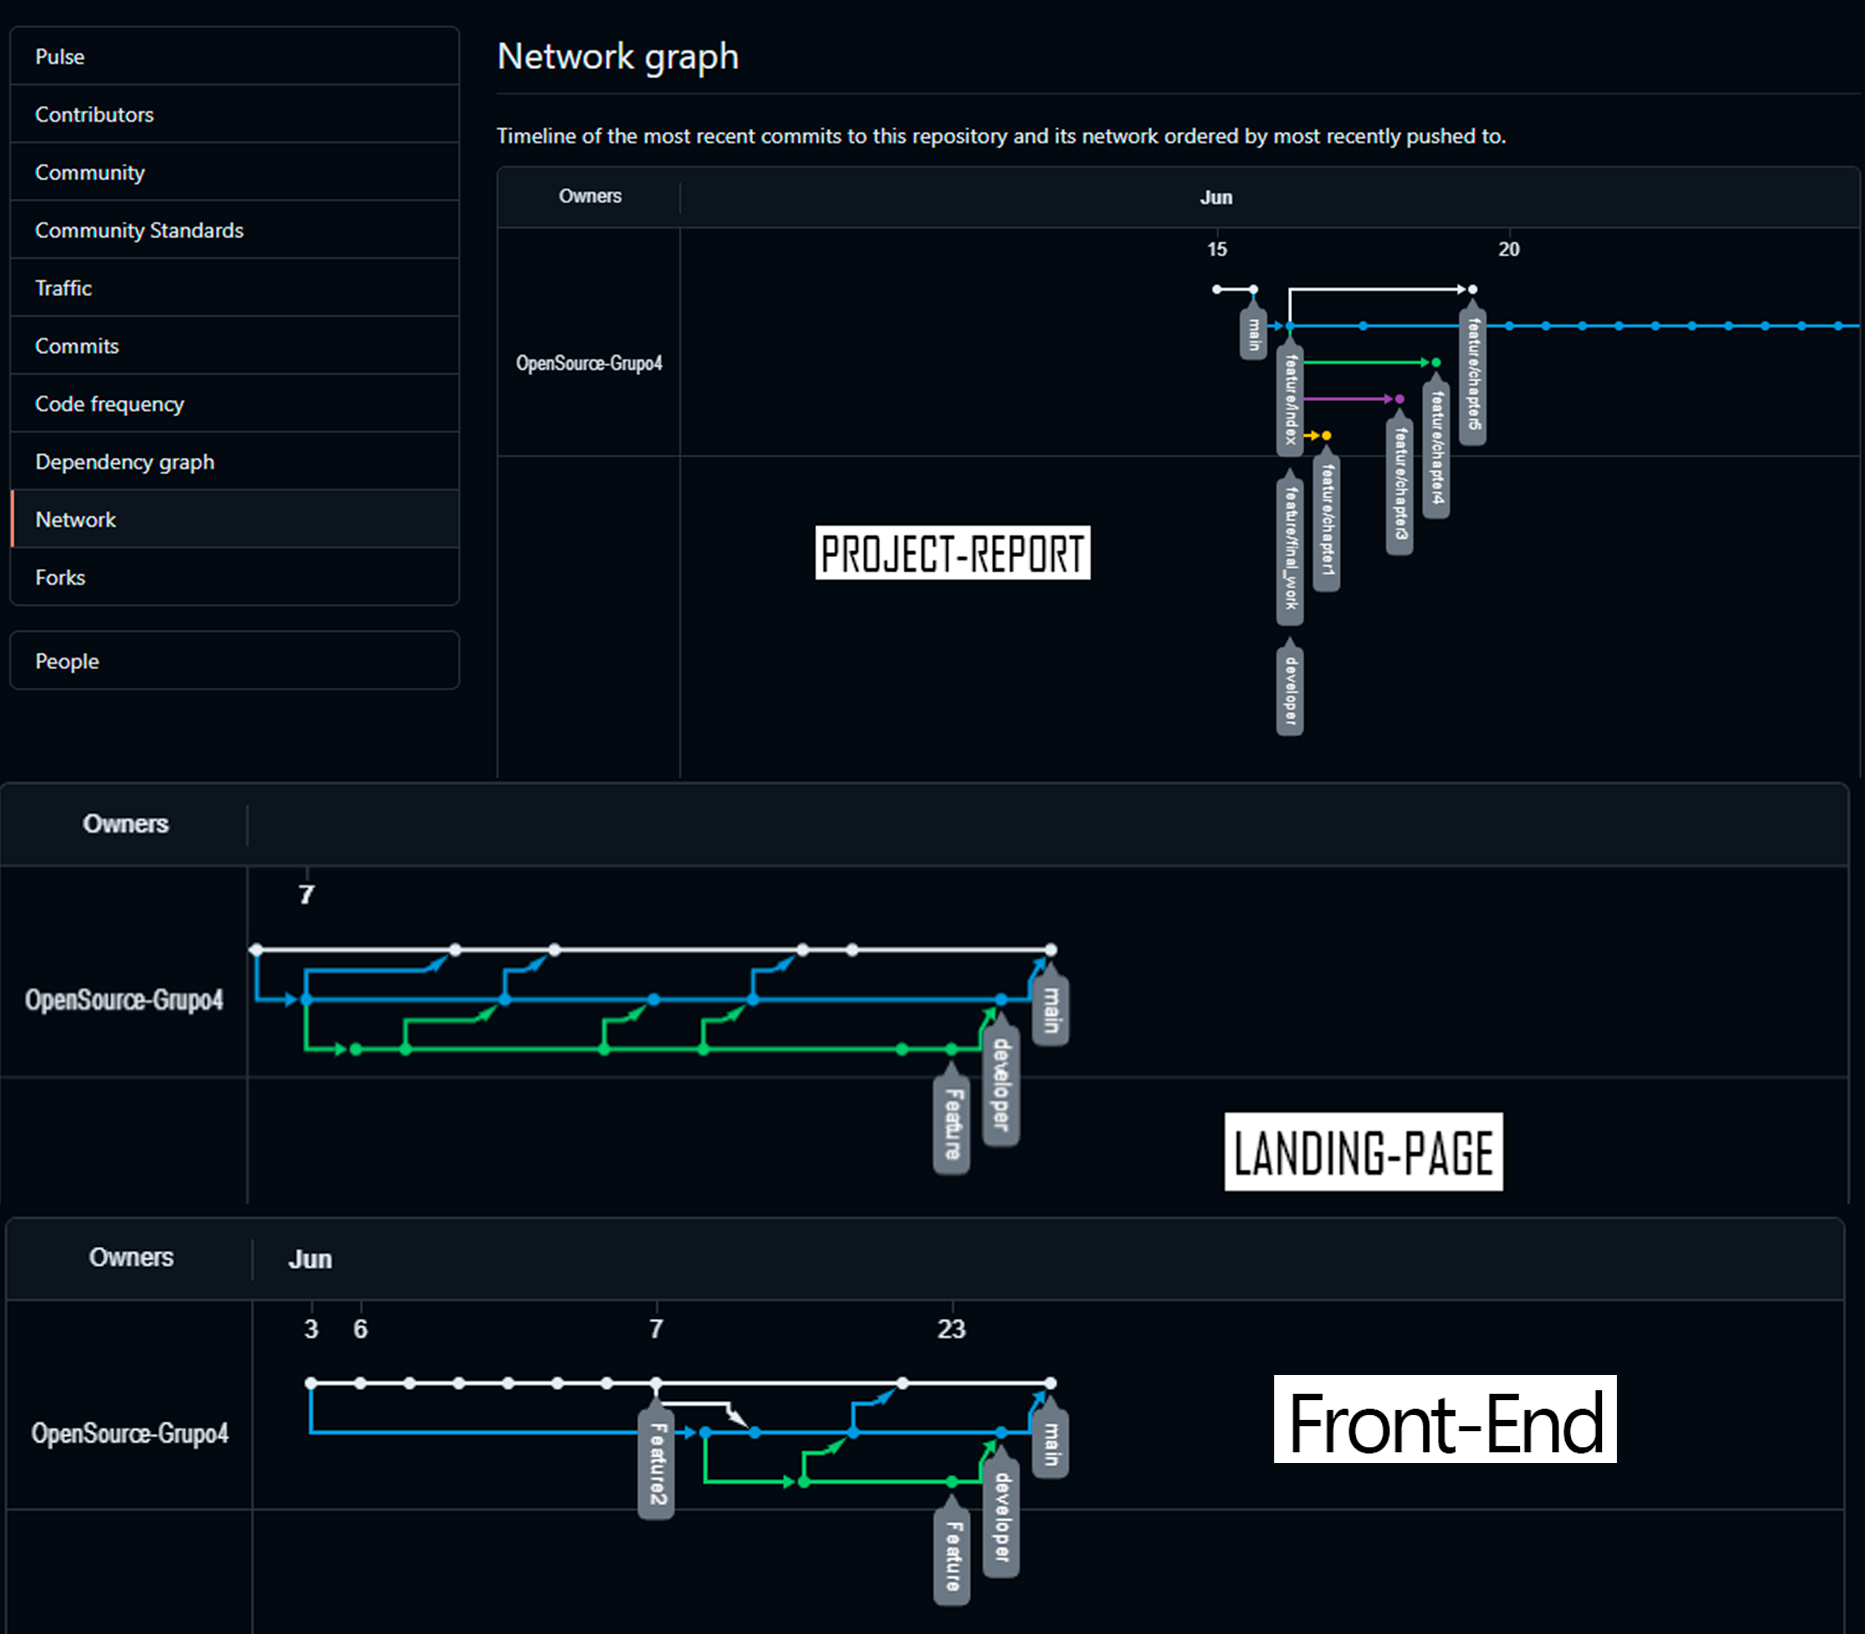 Pulse
Contributors
Community
Community Standards
Traffic
Commits
Code frequency
Dependency graph
Network
Forks
People
Network graph
Timeline of the most recent commits to this repository and its network ordered by most recently pushed to.
Owners
Jun
15
20
OpenSource-Grupo4
main
feature/index
feature/final_work
developer
feature/chapter1
feature/chapter3
feature/chapter4
feature/chapter5
PROJECT-REPORT
Owners
7
OpenSource-Grupo4
Feature
developer
main
LANDING-PAGE
Owners
Jun
3
6
7
23
OpenSource-Grupo4
Feature2
Feature
developer
main
Front-End